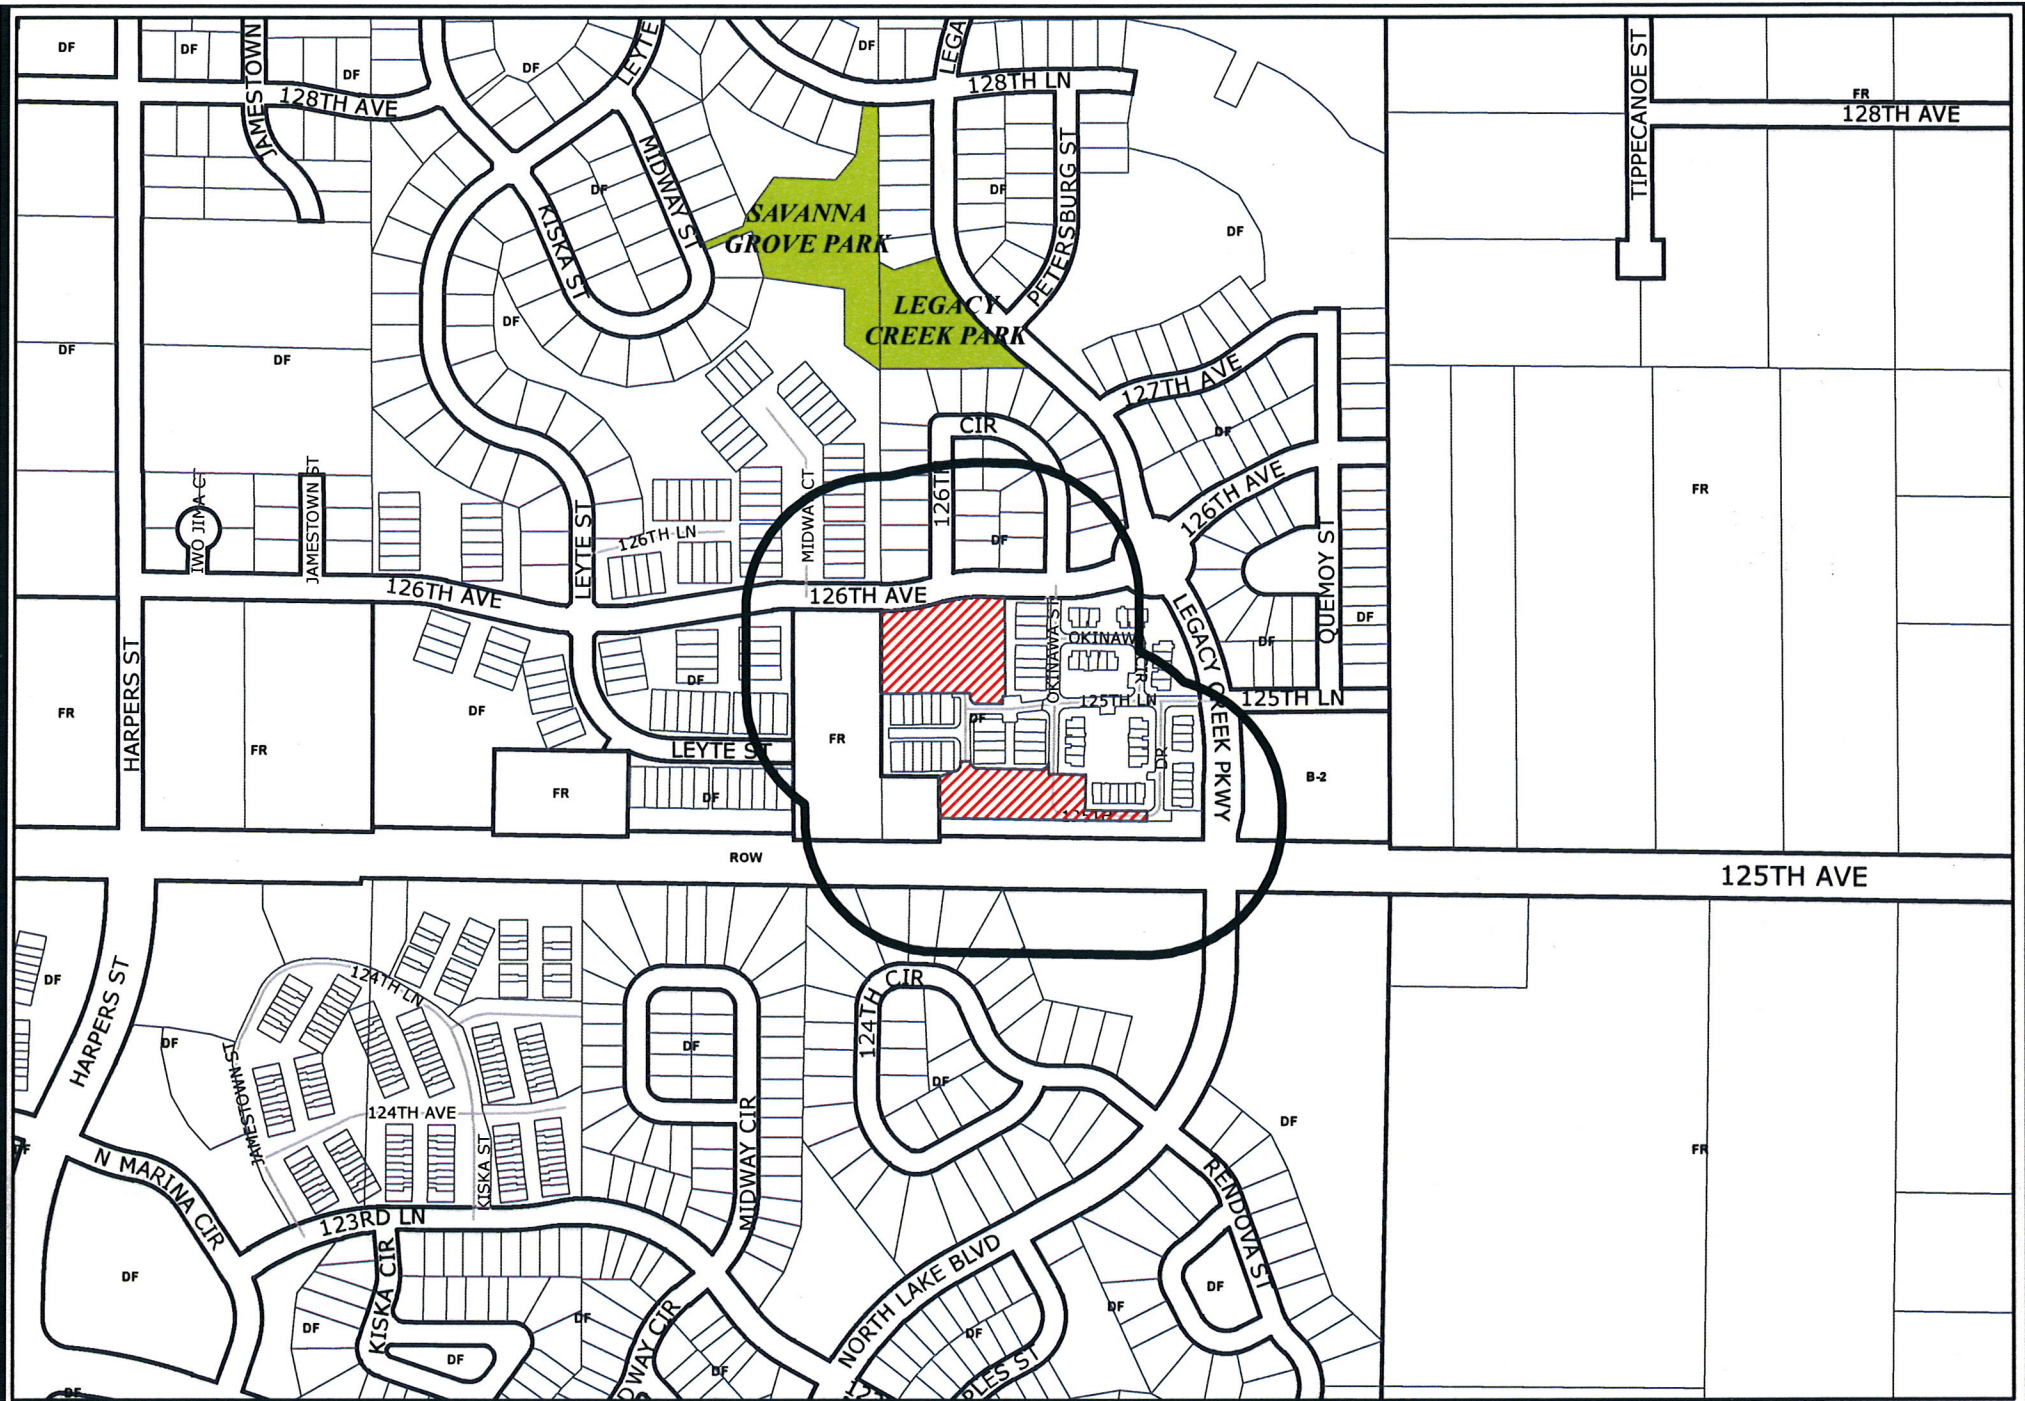 DF
DF
JAMESTOWN
DF
128TH AVE
DF
LEYTE
DF
LEGA
128TH LN
TIPPECANOE ST
FR
128TH AVE
DF
MIDWAY ST
KISKA ST
SAVANNA
GROVE PARK
DF
PETERSBURG ST
DF
DF
DF
DF
LEGACY
CREEK PARK
127TH AVE
DF
CIR
126TH
126TH AVE
FR
IWO JIMA CT
JAMESTOWN ST
LEYTE ST
126TH LN
MIDWAY CT
DF
QUEMOY ST
126TH AVE
126TH AVE
DF
DF
HARPERS ST
OKINAWA ST
OKINAWA
CIR
LEGACY CREEK PKWY
125TH LN
125TH LN
DF
DF
DF
FR
FR
FR
LEYTE ST
DR
B-2
FR
DF
125TH
ROW
125TH AVE
DF
HARPERS ST
124TH LN
124TH CIR
DF
DF
DF
JAMESTOWN ST
124TH AVE
KISKA ST
MIDWAY CIR
DF
DF
FR
N MARINA CIR
123RD LN
RENDOVA ST
DF
KISKA CIR
NORTH LAKE BLVD
DF
DF
DF
DF
DF
DF
DWAY CIR
DF
PLES ST
DF